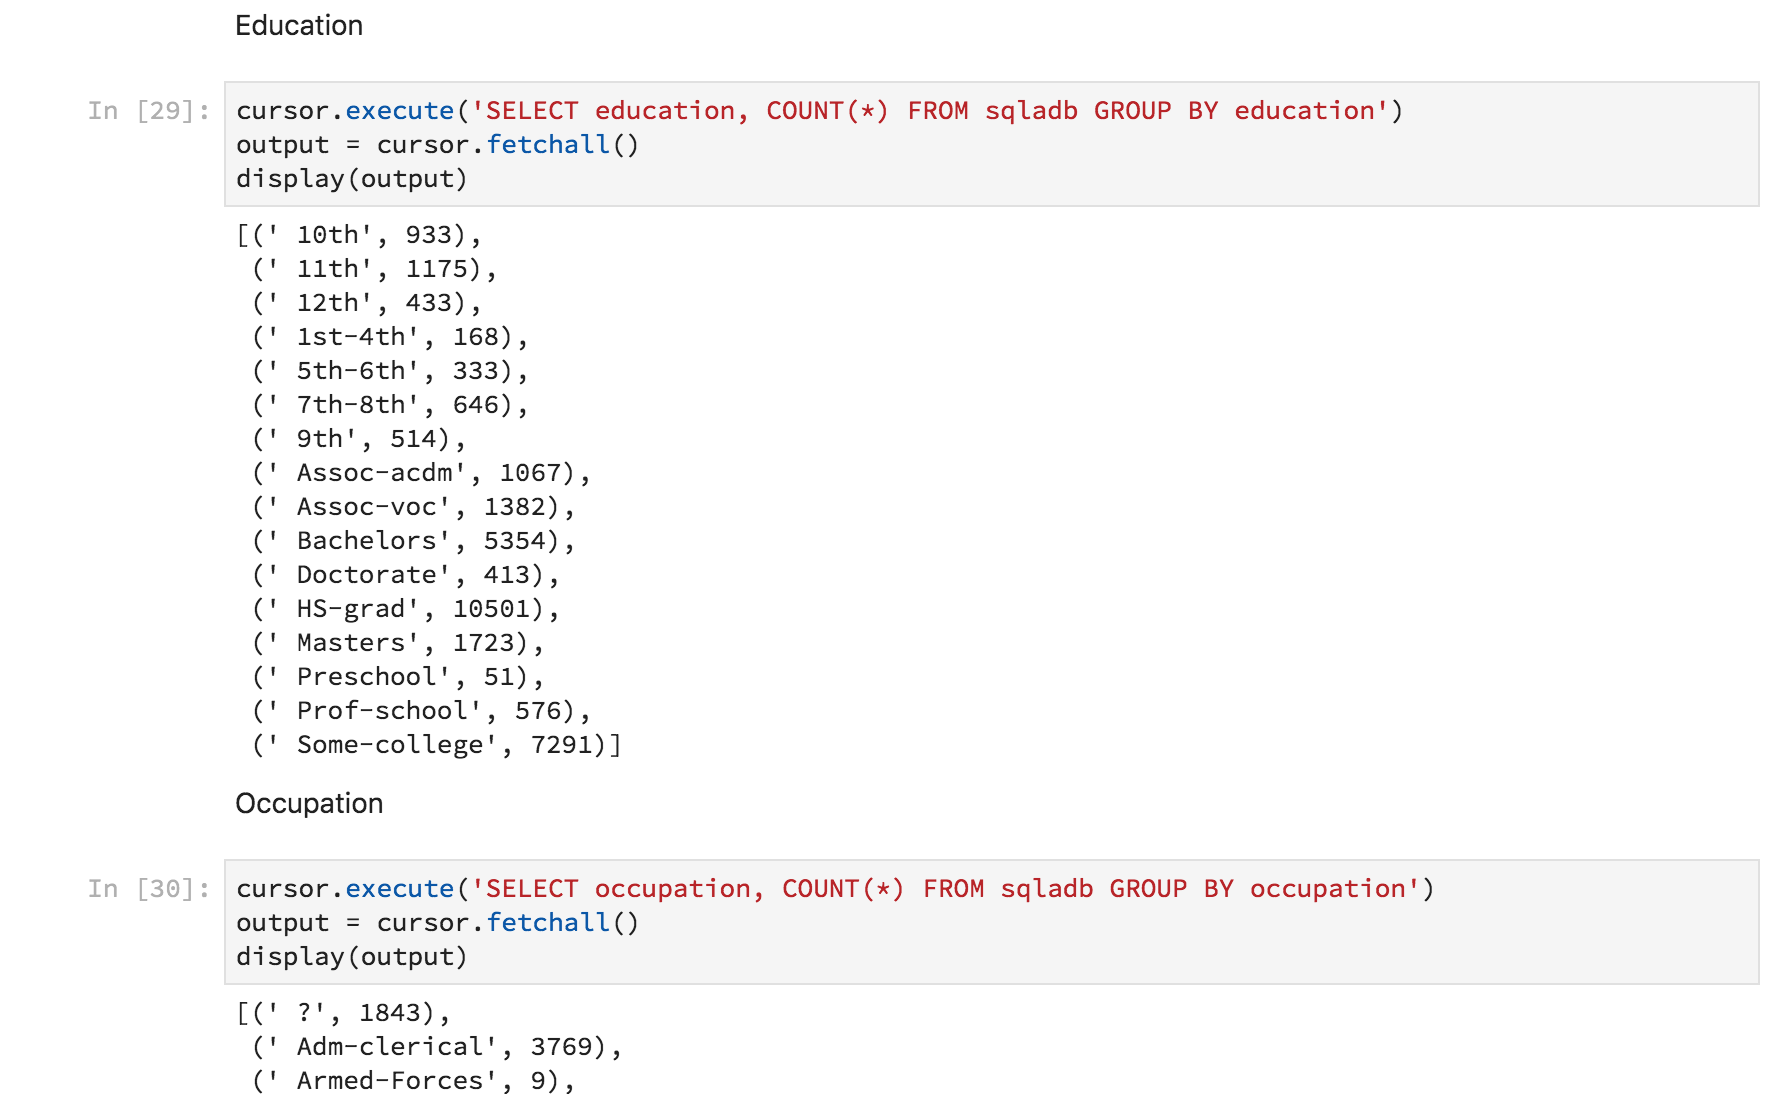 Education
In [29]: cursor.execute('SELECT education, COUNT(*) FROM sqladb GROUP BY education')
output = cursor.fetchall()
display(output)
[(' 10th', 933),
(' 11th', 1175),
(' 12th', 433),
(' 1st-4th', 168),
(' 5th-6th', 333),
(' 7th-8th', 646),
(' 9th', 514),
(' Assoc-acdm', 1067),
(' Assoc-voc', 1382),
(' Bachelors', 5354),
(' Doctorate', 413),
(' HS-grad', 10501),
(' Masters', 1723),
(' Preschool', 51),
(' Prof-school', 576),
(' Some-college', 7291)]
Occupation
In [30]: cursor.execute('SELECT occupation, COUNT(*) FROM sqladb GROUP BY occupation')
output = cursor.fetchall()
display(output)
[(' ?', 1843),
(' Adm-clerical', 3769),
(' Armed-Forces', 9),